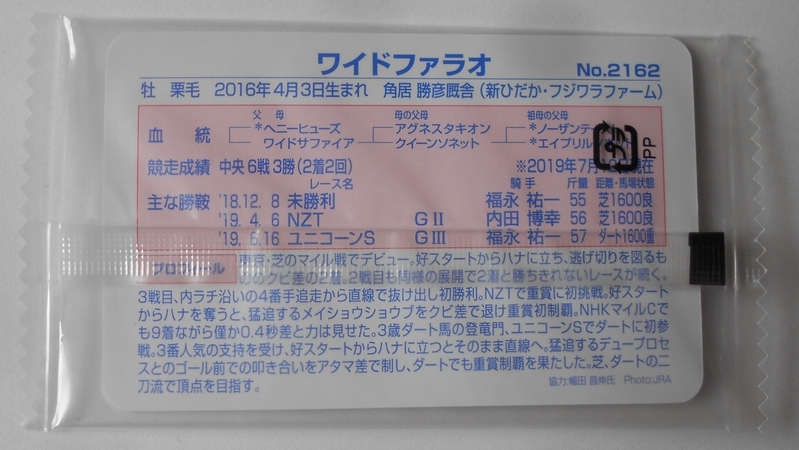 ワイドファラオ No.2162
牡 栗毛 2016年4月3日生まれ 角居 勝彦厩舎(新ひだか・フジワラファーム)
父 母 母の父 祖母の父
血統 *ヘニーヒューズ アグネスタキオン *ノーザンテ
ワイドサファイア クイーンソネット *エイプリル
プラ PP
競走成績 中央6戦3勝(2着2回) ※2019年7月 現在
レース名 騎手 斤量 距離・馬場状態
主な勝鞍 '18.12. 8 未勝利 福永 祐一 55 芝1600良
'19. 4. 6 NZT GⅡ 内田 博幸 56 芝1600良
'19. 6.16 ユニコーンS GⅢ 福永 祐一 57 ダート1600重
プロフィール 東京・芝のマイル戦でデビュー。好スタートからハナに立ち、逃げ切りを図るも
ののクビ差の2着。2戦目も同様の展開で2着と勝ちきれないレースが続く。
3戦目、内ラチ沿いの4番手追走から直線で抜け出し初勝利。NZTで重賞に初挑戦。好スタート
からハナを奪うと、猛追するメイショウショウブをクビ差で退け重賞初制覇。NHKマイルCで
も9着ながら僅か0.4秒差と力は見せた。3歳ダート馬の登竜門、ユニコーンSでダートに初参
戦。3番人気の支持を受け、好スタートからハナに立つとそのまま直線へ。猛追するデュープロセ
スとのゴール前での叩き合いをアタマ差で制し、ダートでも重賞制覇を果たした。芝、ダートの二
刀流で頂点を目指す。 協力:幅田 昌伸氏 Photo:JRA